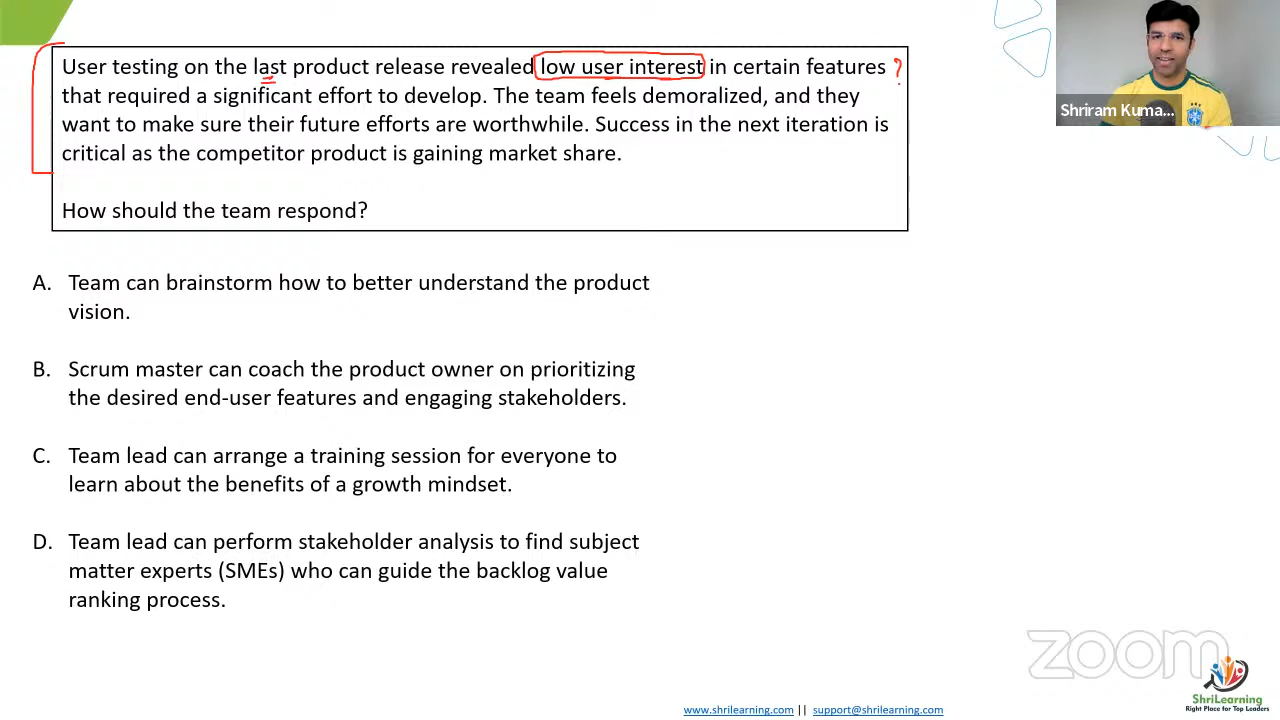 User testing on the last product release revealed low user interest in certain features ?
that required a significant effort to develop. The team feels demoralized, and they
want to make sure their future efforts are worthwhile. Success in the next iteration is
critical as the competitor product is gaining market share.
How should the team respond?
Shriram Kuma...
A. Team can brainstorm how to better understand the product
vision.
B. Scrum master can coach the product owner on prioritizing
the desired end-user features and engaging stakeholders.
C. Team lead can arrange a training session for everyone to
learn about the benefits of a growth mindset.
D. Team lead can perform stakeholder analysis to find subject
matter experts (SMEs) who can guide the backlog value
ranking process.
zoom
ShriLearning
Right Place for Top Leaders
www.shrilearning.com || support@shrilearning.com